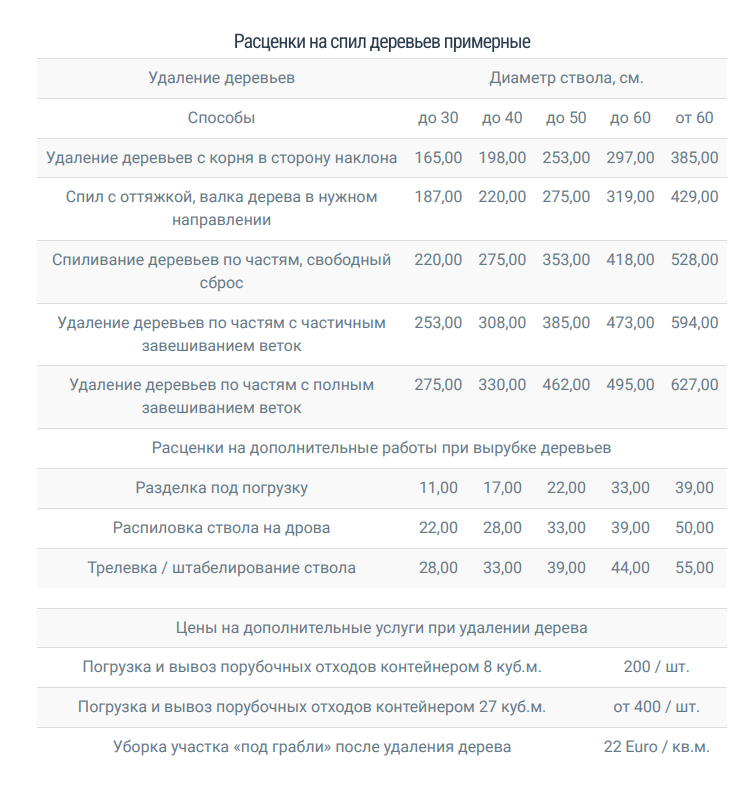 Расценки на спил деревьев примерные
Удаление деревьев Диаметр ствола, см.
Способы до 30 до 40 до 50 до 60 от 60
Удаление деревьев с корня в сторону наклона 165,00 198,00 253,00 297,00 385,00
Спил с оттяжкой, валка дерева в нужном 187,00 220,00 275,00 319,00 429,00
направлении
Спиливание деревьев по частям, свободный 220,00 275,00 353,00 418,00 528,00
сброс
Удаление деревьев по частям с частичным 253,00 308,00 385,00 473,00 594,00
завешиванием веток
Удаление деревьев по частям с полным 275,00 330,00 462,00 495,00 627,00
завешиванием веток
Расценки на дополнительные работы при вырубке деревьев
Разделка под погрузку 11,00 17,00 22,00 33,00 39,00
Распиловка ствола на дрова 22,00 28,00 33,00 39,00 50,00
Трелевка / штабелирование ствола 28,00 33,00 39,00 44,00 55,00
Цены на дополнительные услуги при удалении дерева
Погрузка и вывоз порубочных отходов контейнером 8 куб.м. 200 / шт.
Погрузка и вывоз порубочных отходов контейнером 27 куб.м. от 400 / шт.
Уборка участка «под грабли» после удаления дерева 22 Euro / кв.м.